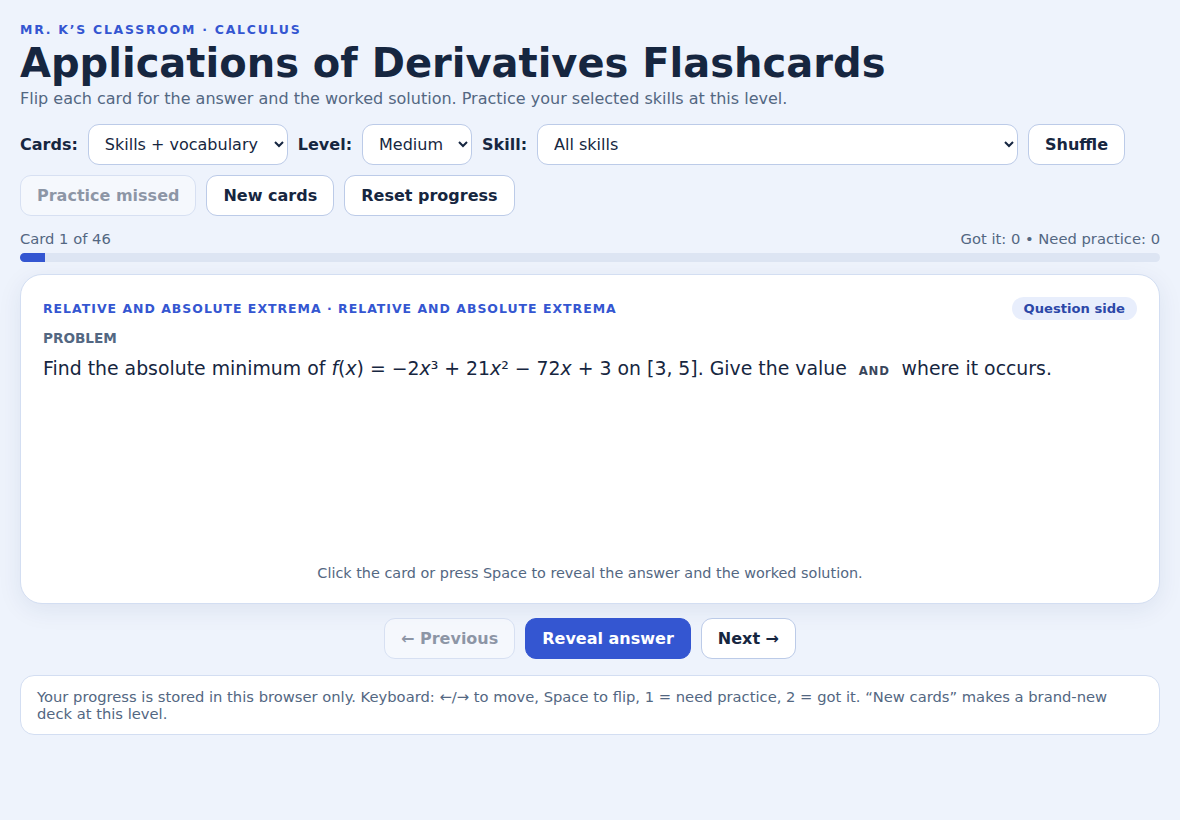 MR. K’S CLASSROOM · CALCULUS
Applications of Derivatives Flashcards
Flip each card for the answer and the worked solution. Practice your selected skills at this level.
Cards: Skills + vocabulary Level: Medium Skill: All skills Shuffle
Practice missed New cards Reset progress
Card 1 of 46 Got it: 0 • Need practice: 0
RELATIVE AND ABSOLUTE EXTREMA · RELATIVE AND ABSOLUTE EXTREMA Question side
PROBLEM
Find the absolute minimum of f(x) = −2x³ + 21x² − 72x + 3 on [3, 5]. Give the value AND where it occurs.
Click the card or press Space to reveal the answer and the worked solution.
← Previous Reveal answer Next →
Your progress is stored in this browser only. Keyboard: ←/→ to move, Space to flip, 1 = need practice, 2 = got it. “New cards” makes a brand-new
deck at this level.